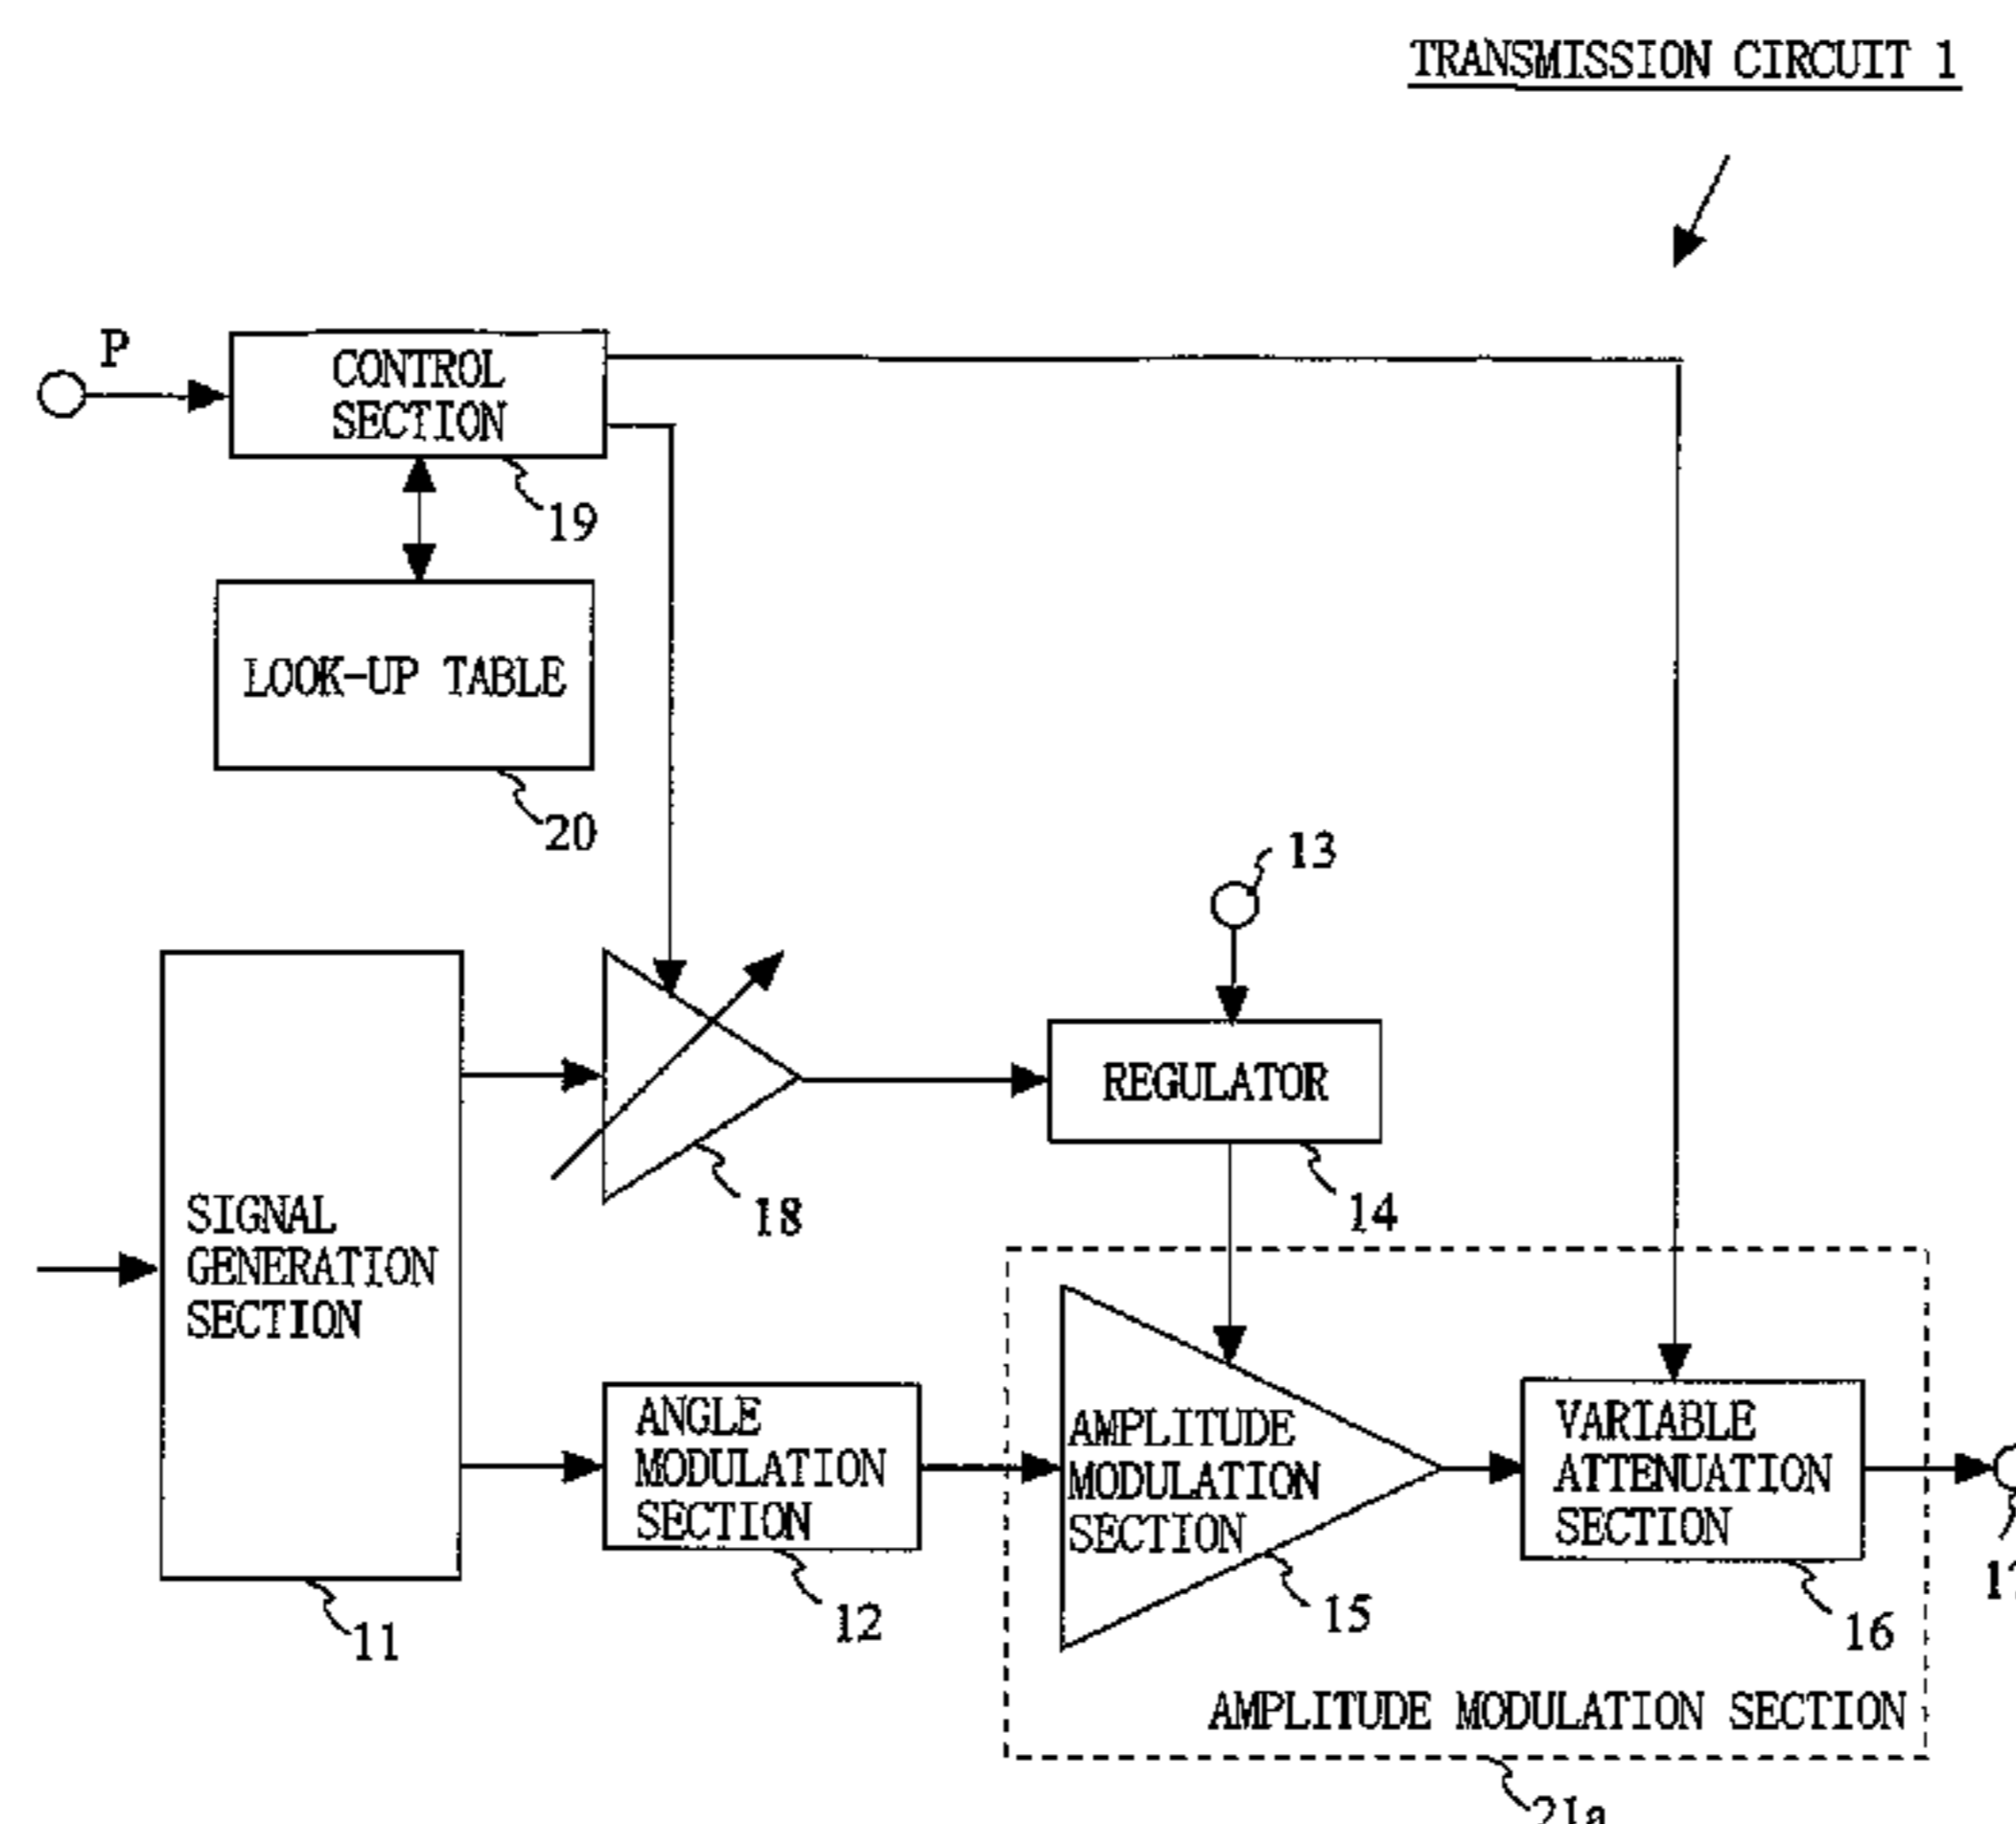 TRANSMISSION CIRCUIT 1
P
CONTROL
SECTION
19
LOOK-UP TABLE
20
13
REGULATOR
14
18
SIGNAL
GENERATION
SECTION
11
ANGLE
MODULATION
SECTION
12
AMPLITUDE
MODULATION
SECTION
15
VARIABLE
ATTENUATION
SECTION
16
AMPLITUDE MODULATION SECTION
21a